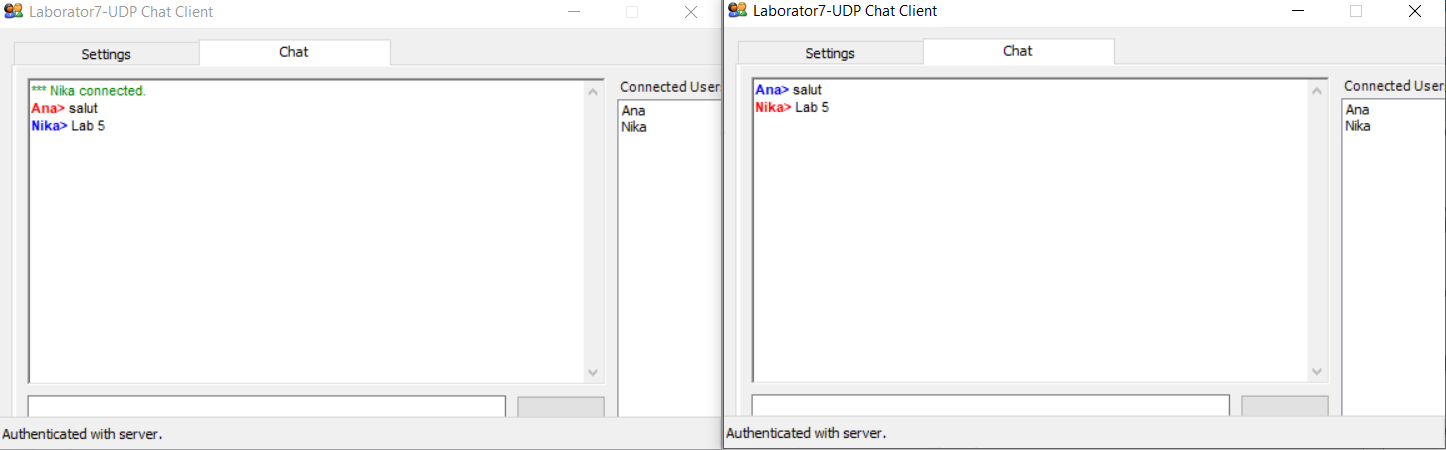 Laborator7-UDP Chat Client
Settings
Chat
*** Nika connected.
Ana> salut
Nika> Lab 5
Connected User
Ana
Nika
Authenticated with server.
Laborator7-UDP Chat Client
Settings
Chat
Ana> salut
Nika> Lab 5
Connected User
Ana
Nika
Authenticated with server.